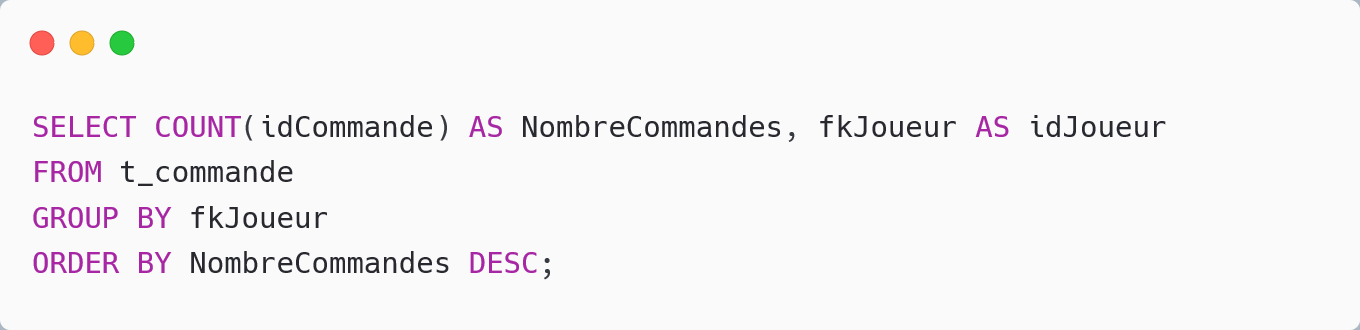 SELECT COUNT(idCommande) AS NombreCommandes, fkJoueur AS idJoueur
FROM t_commande
GROUP BY fkJoueur
ORDER BY NombreCommandes DESC;